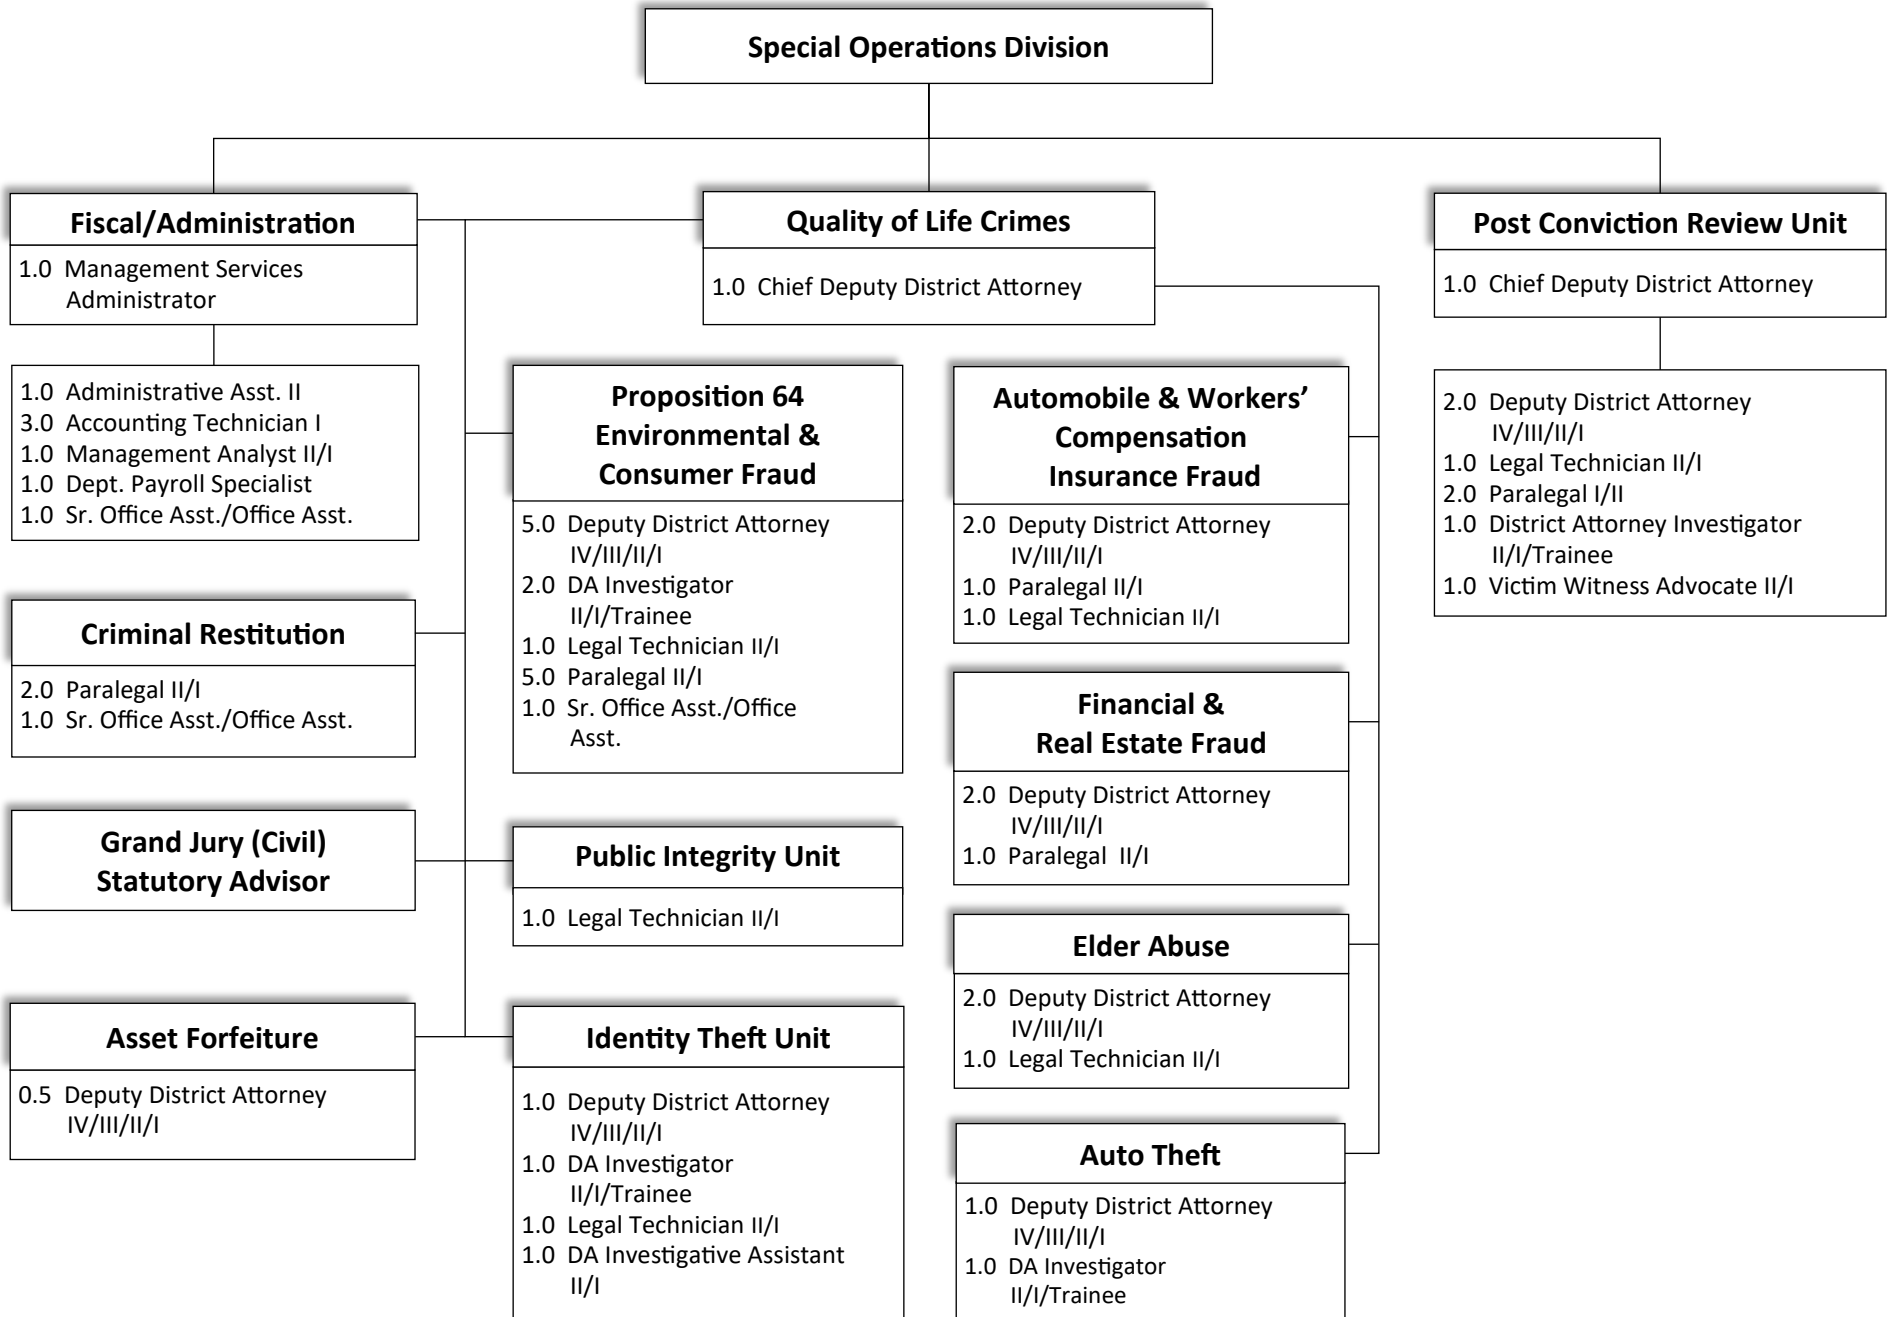 Special Operations Division
Fiscal/Administration
1.0 Management Services
Administrator
1.0 Administrative Asst. II
3.0 Accounting Technician I
1.0 Management Analyst II/I
1.0 Dept. Payroll Specialist
1.0 Sr. Office Asst./Office Asst.
Criminal Restitution
2.0 Paralegal II/I
1.0 Sr. Office Asst./Office Asst.
Grand Jury (Civil)
Statutory Advisor
Asset Forfeiture
0.5 Deputy District Attorney
IV/III/II/I
Quality of Life Crimes
1.0 Chief Deputy District Attorney
Proposition 64
Environmental &
Consumer Fraud
5.0 Deputy District Attorney
IV/III/II/I
2.0 DA Investigator
II/I/Trainee
1.0 Legal Technician II/I
5.0 Paralegal II/I
1.0 Sr. Office Asst./Office
Asst.
Public Integrity Unit
1.0 Legal Technician II/I
Identity Theft Unit
1.0 Deputy District Attorney
IV/III/II/I
1.0 DA Investigator
II/I/Trainee
1.0 Legal Technician II/I
1.0 DA Investigative Assistant
II/I
Automobile & Workers’
Compensation
Insurance Fraud
2.0 Deputy District Attorney
IV/III/II/I
1.0 Paralegal II/I
1.0 Legal Technician II/I
Financial &
Real Estate Fraud
2.0 Deputy District Attorney
IV/III/II/I
1.0 Paralegal II/I
Elder Abuse
2.0 Deputy District Attorney
IV/III/II/I
1.0 Legal Technician II/I
Auto Theft
1.0 Deputy District Attorney
IV/III/II/I
1.0 DA Investigator
II/I/Trainee
Post Conviction Review Unit
1.0 Chief Deputy District Attorney
2.0 Deputy District Attorney
IV/III/II/I
1.0 Legal Technician II/I
2.0 Paralegal I/II
1.0 District Attorney Investigator
II/I/Trainee
1.0 Victim Witness Advocate II/I